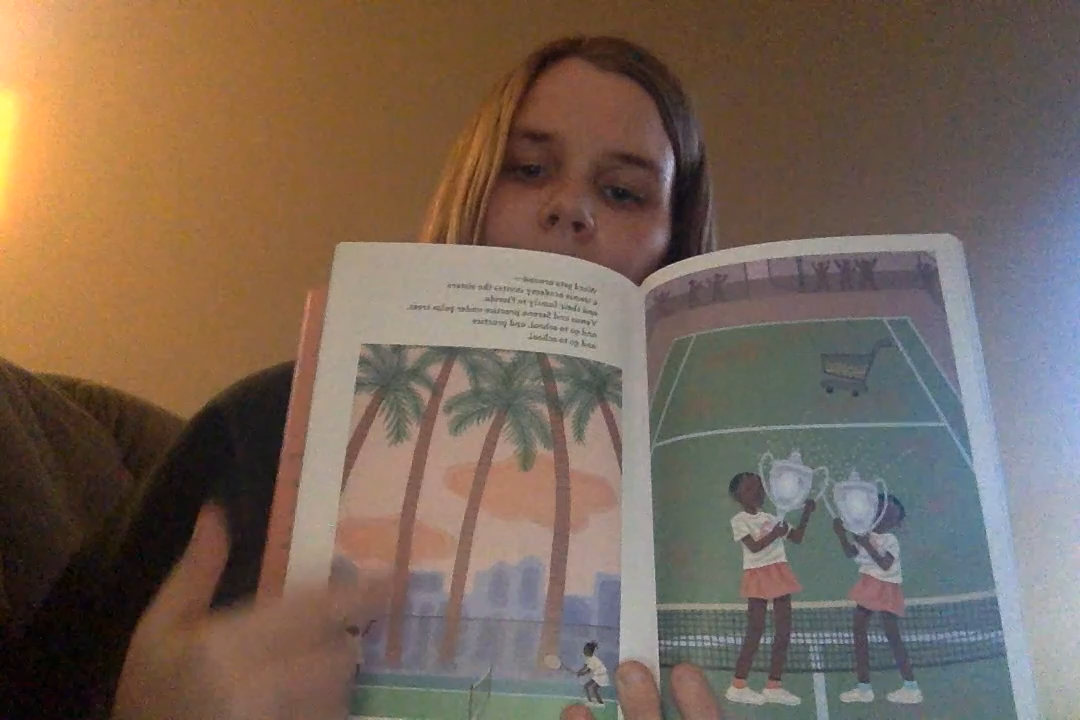 Word gets around—
a tennis academy invites the sisters
and their family to Florida.
Venus and Serena practice under palm trees,
and go to school, and practice
and go to school.